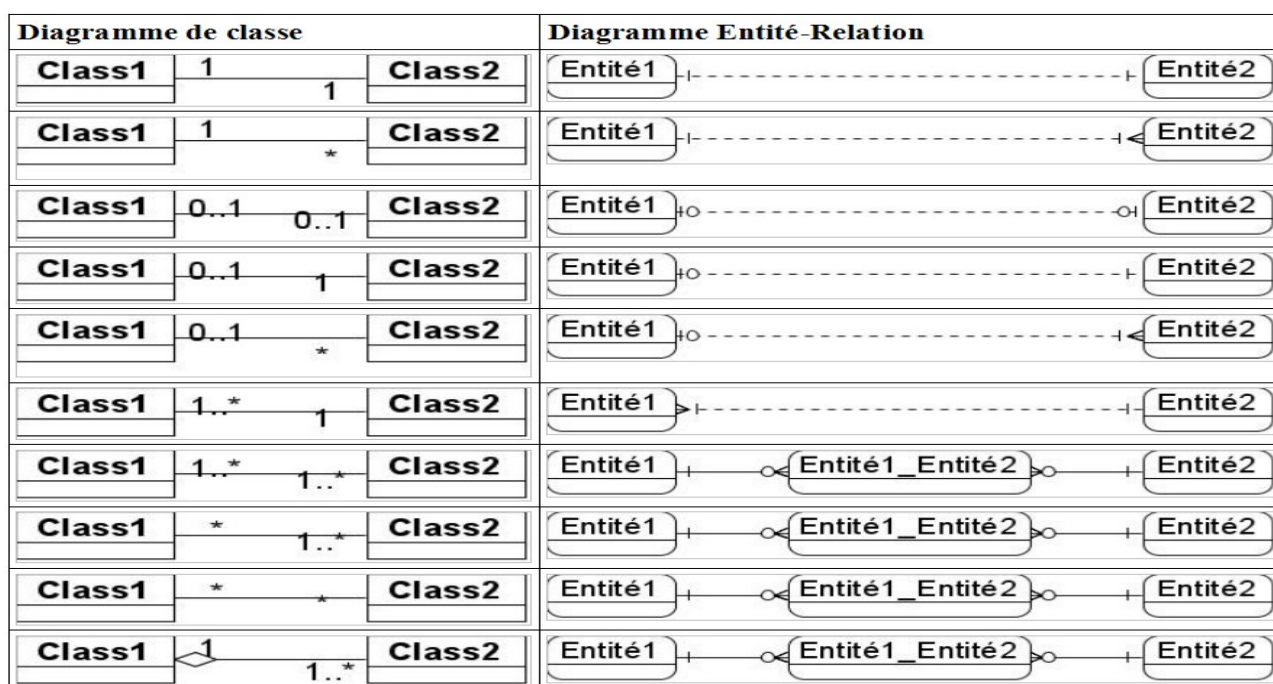 Diagramme de classe Diagramme Entité-Relation
Class1 1 1 Class2 Entité1 Entité2
Class1 1 * Class2 Entité1 Entité2
Class1 0..1 0..1 Class2 Entité1 Entité2
Class1 0..1 1 Class2 Entité1 Entité2
Class1 0..1 * Class2 Entité1 Entité2
Class1 1..* 1 Class2 Entité1 Entité2
Class1 1..* 1..* Class2 Entité1 Entité1_Entité2 Entité2
Class1 * 1..* Class2 Entité1 Entité1_Entité2 Entité2
Class1 * * Class2 Entité1 Entité1_Entité2 Entité2
Class1 1 1..* Class2 Entité1 Entité1_Entité2 Entité2